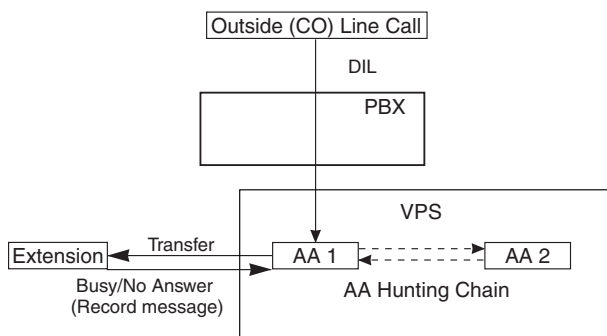 Outside (CO) Line Call
DIL
PBX
VPS
Extension
Transfer
AA 1
AA 2
Busy/No Answer
(Record message)
AA Hunting Chain